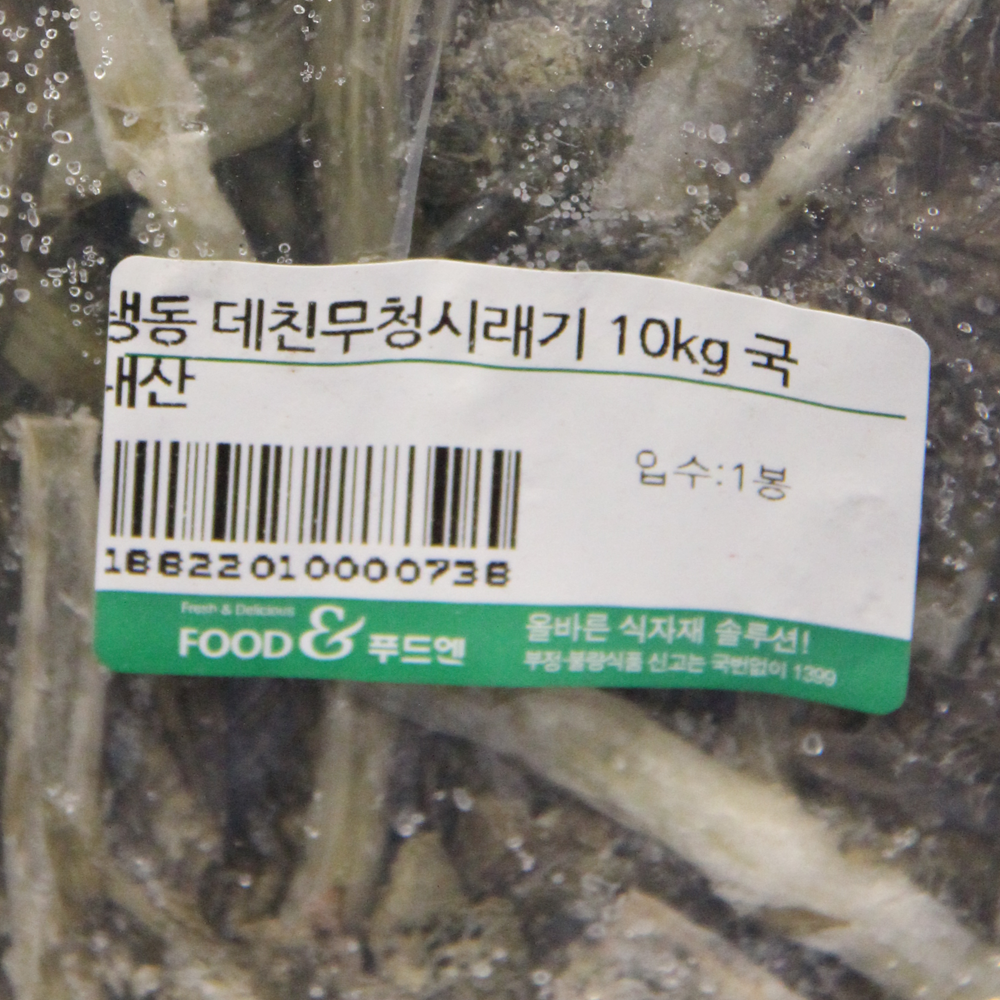 냉동 데친무청시래기 10kg 국
내산
입수:1봉
18822010000738
Fresh & Delicious
FOOD & 푸드엔
올바른 식자재 솔루션!
부정·불량식품 신고는 국번없이 1399